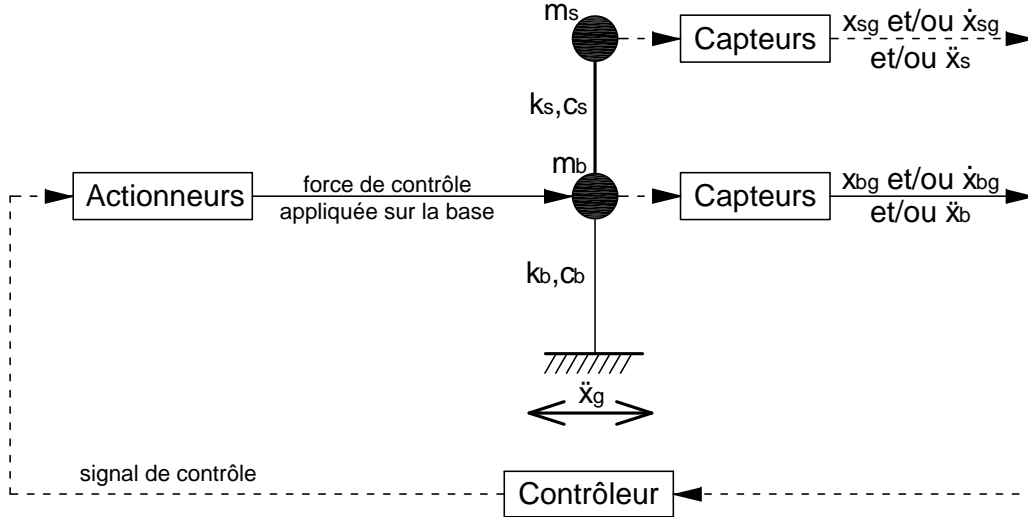 mₛ
Capteurs
xsg et/ou ẋsg
et/ou ẍs
ks,cs
mb
Actionneurs
force de contrôle
appliquée sur la base
Capteurs
xbg et/ou ẋbg
et/ou ẍb
kb,cb
ẍg
signal de contrôle
Contrôleur